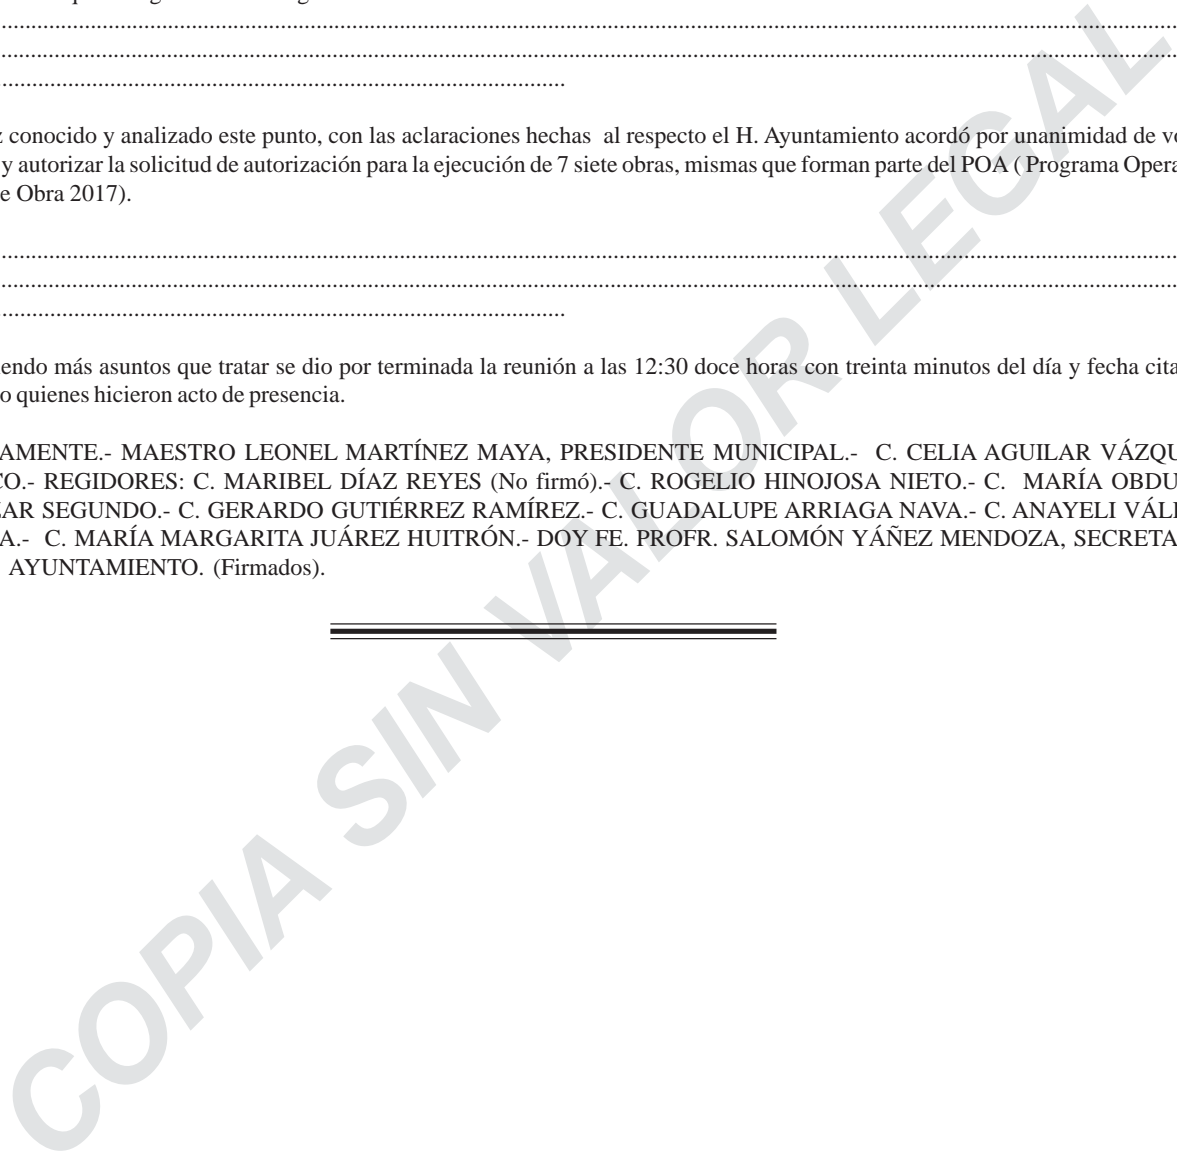 ................................................................................
................................................................................
................................................................................
z conocido y analizado este punto, con las aclaraciones hechas al respecto el H. Ayuntamiento acordó por unanimidad de vo
y autorizar la solicitud de autorización para la ejecución de 7 siete obras, mismas que forman parte del POA ( Programa Opera
e Obra 2017).
................................................................................
................................................................................
................................................................................
endo más asuntos que tratar se dio por terminada la reunión a las 12:30 doce horas con treinta minutos del día y fecha cita
o quienes hicieron acto de presencia.
AMENTE.- MAESTRO LEONEL MARTÍNEZ MAYA, PRESIDENTE MUNICIPAL.- C. CELIA AGUILAR VÁZQU
CO.- REGIDORES: C. MARIBEL DÍAZ REYES (No firmó).- C. ROGELIO HINOJOSA NIETO.- C. MARÍA OBDU
ZAR SEGUNDO.- C. GERARDO GUTIÉRREZ RAMÍREZ.- C. GUADALUPE ARRIAGA NAVA.- C. ANAYELI VÁL
A.- C. MARÍA MARGARITA JUÁREZ HUITRÓN.- DOY FE. PROFR. SALOMÓN YÁÑEZ MENDOZA, SECRETA
AYUNTAMIENTO. (Firmados).
COPIA SIN VALOR LEGAL